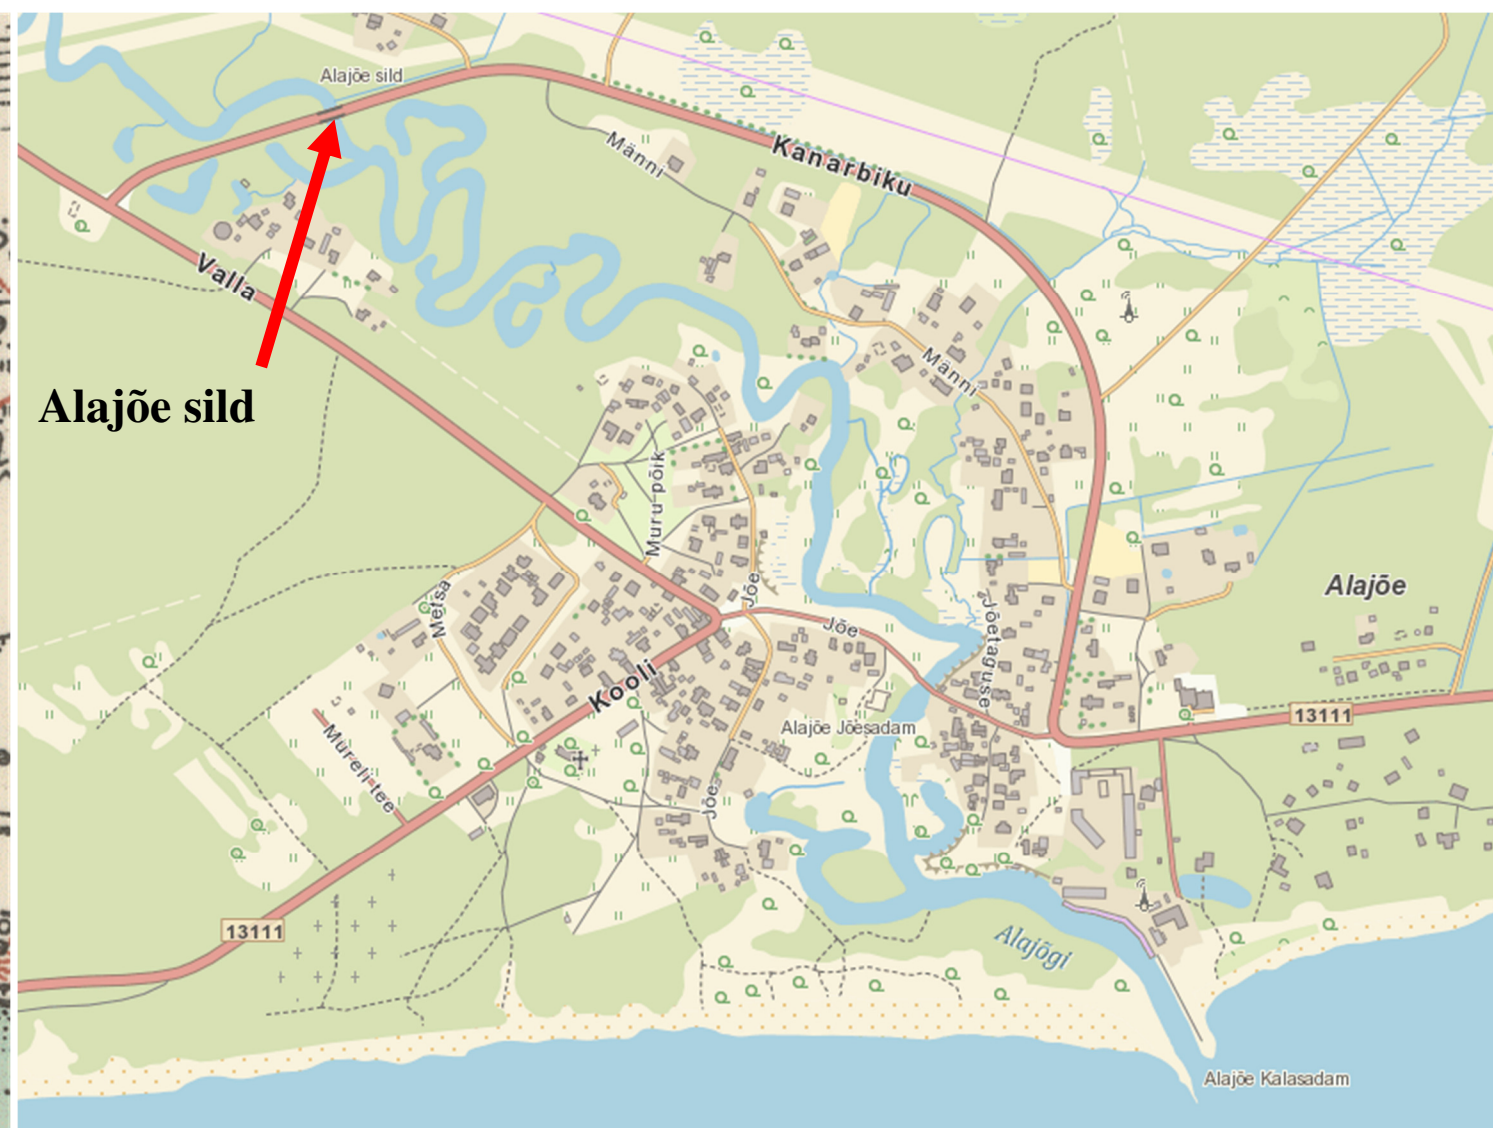 Alajõe sild
Kanarbiku
Männi
Valla
Männi
Alajõe sild
Muru põik
Jõe
Alajõe
Metsa
Jõe
Jõetaguse
Kooli
13111
Alajõe Jõesadam
Mureli tee
Jõe
13111
Alajõgi
Alajõe Kalasadam